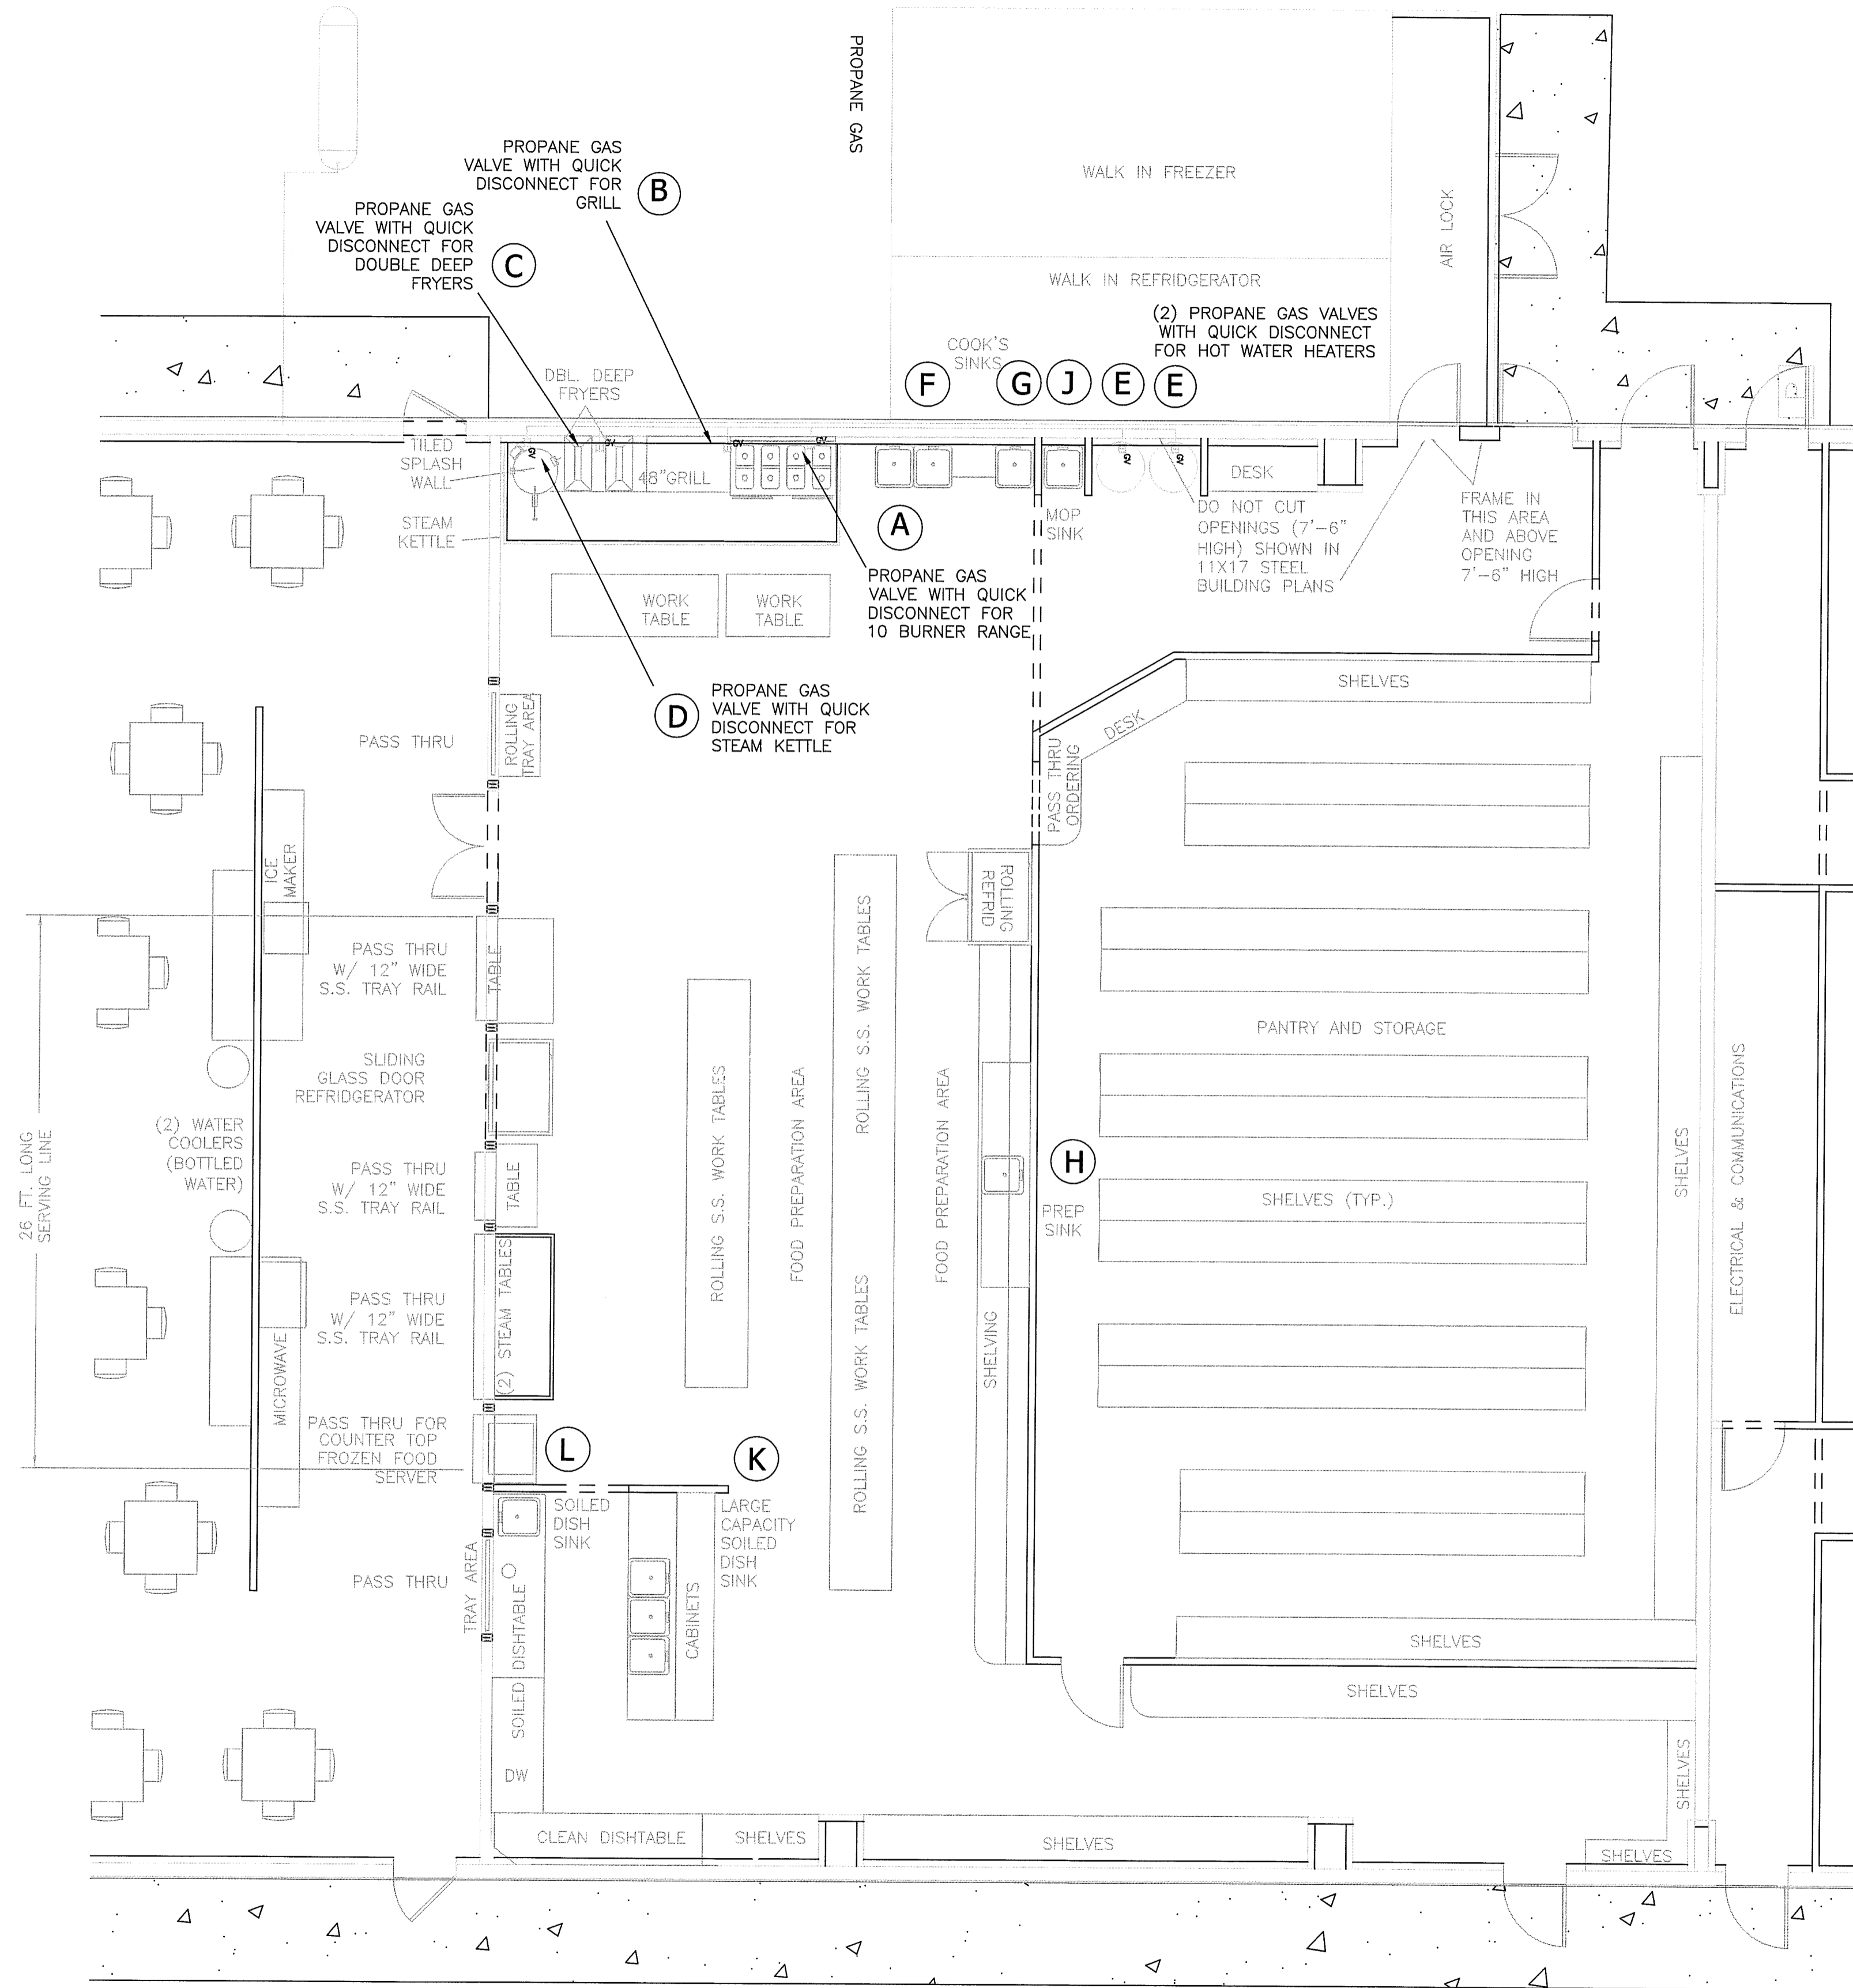 PROPANE GAS
PROPANE GAS
VALVE WITH QUICK
DISCONNECT FOR
GRILL
B
PROPANE GAS
VALVE WITH QUICK
DISCONNECT FOR
DOUBLE DEEP
FRYERS
C
WALK IN FREEZER
AIR LOCK
WALK IN REFRIDGERATOR
(2) PROPANE GAS VALVES
WITH QUICK DISCONNECT
FOR HOT WATER HEATERS
COOK'S
SINKS
F
G
J
E
E
DBL. DEEP
FRYERS
TILED
SPLASH
WALL
STEAM
KETTLE
GV
GV
GV
GV
GV
GV
48"GRILL
DESK
MOP
SINK
A
PROPANE GAS
VALVE WITH QUICK
DISCONNECT FOR
10 BURNER RANGE
DO NOT CUT
OPENINGS (7'-6"
HIGH) SHOWN IN
11X17 STEEL
BUILDING PLANS
FRAME IN
THIS AREA
AND ABOVE
OPENING
7'-6" HIGH
WORK
TABLE
WORK
TABLE
D
PROPANE GAS
VALVE WITH QUICK
DISCONNECT FOR
STEAM KETTLE
SHELVES
DESK
PASS THRU
ORDERING
PASS THRU
ROLLING
TRAY AREA
ICE
MAKER
ROLLING
REFRID
PASS THRU
W/ 12" WIDE
S.S. TRAY RAIL
TABLE
SLIDING
GLASS DOOR
REFRIDGERATOR
(2) WATER
COOLERS
(BOTTLED
WATER)
26 FT. LONG
SERVING LINE
PASS THRU
W/ 12" WIDE
S.S. TRAY RAIL
TABLE
PASS THRU
W/ 12" WIDE
S.S. TRAY RAIL
(2) STEAM TABLES
MICROWAVE
PASS THRU FOR
COUNTER TOP
FROZEN FOOD
SERVER
ROLLING S.S. WORK TABLES
FOOD PREPARATION AREA
ROLLING S.S. WORK TABLES
ROLLING S.S. WORK TABLES
FOOD PREPARATION AREA
SHELVING
H
PREP
SINK
PANTRY AND STORAGE
SHELVES (TYP.)
SHELVES
ELECTRICAL & COMMUNICATIONS
L
K
SOILED
DISH
SINK
LARGE
CAPACITY
SOILED
DISH
SINK
PASS THRU
TRAY AREA
SOILED DISHTABLE
CABINETS
DW
SHELVES
SHELVES
SHELVES
CLEAN DISHTABLE
SHELVES
SHELVES
SHELVES